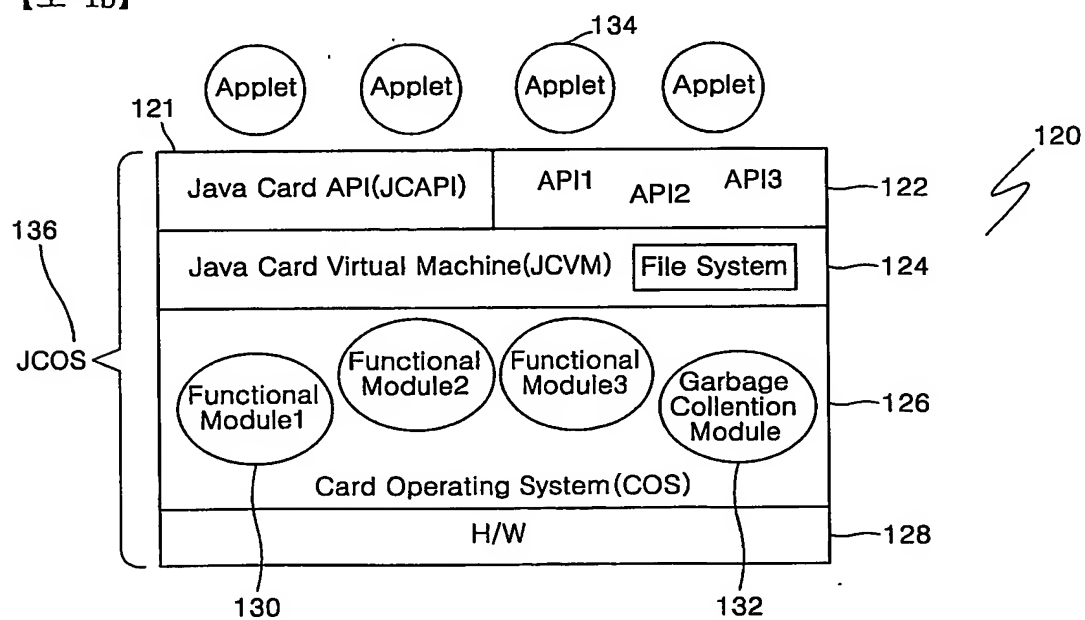 【도 1b】
134
Applet Applet Applet Applet
121
120
Java Card API(JCAPI) API1 API2 API3
122
136
Java Card Virtual Machine(JCVM) File System
124
JCOS
Functional Module1
Functional Module2
Functional Module3
Garbage Collention Module
126
Card Operating System(COS)
H/W
128
130
132